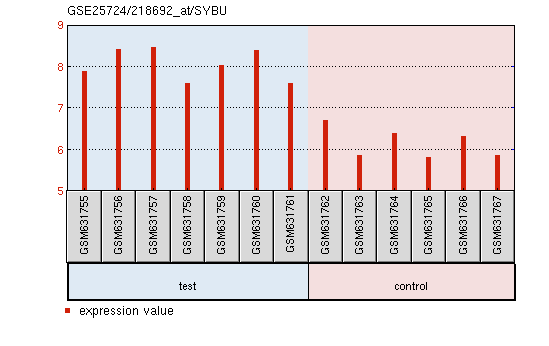 GSE25724/218692_at/SYBU
9
8
7
6
5
GSM631755
GSM631756
GSM631757
GSM631758
GSM631759
GSM631760
GSM631761
GSM631762
GSM631763
GSM631764
GSM631765
GSM631766
GSM631767
test control
expression value